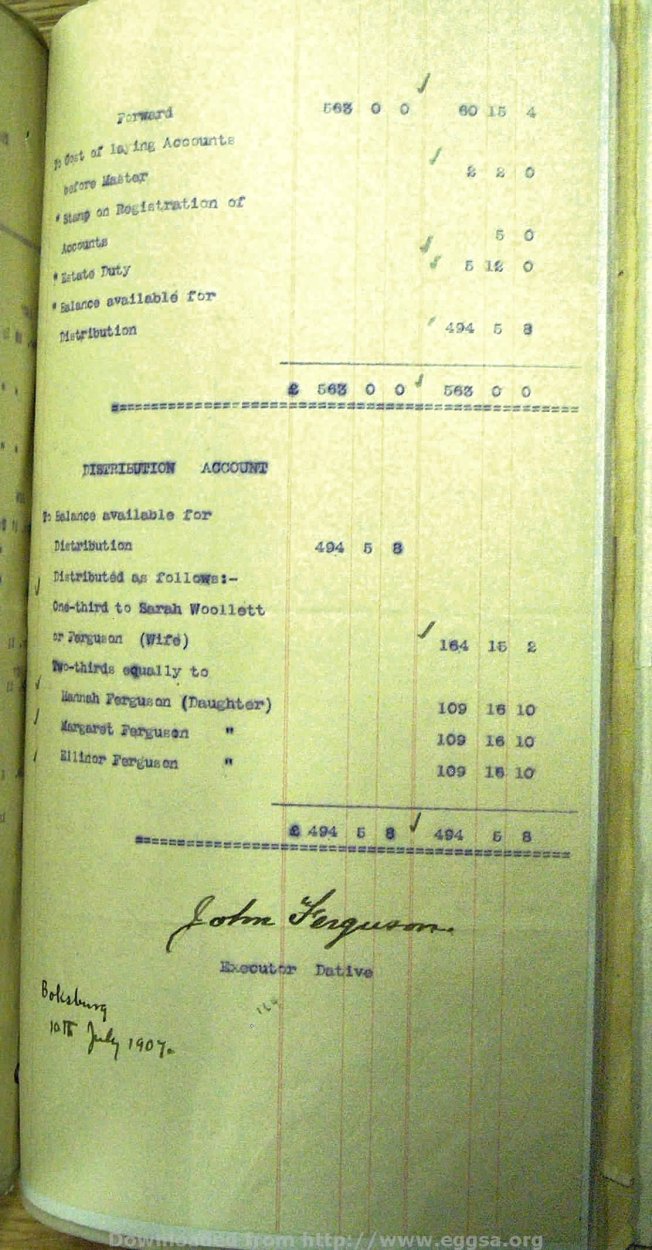 Forward 563 0 0 60 15 4
To Cost of laying Accounts
before Master 2 2 0
" Stamp on Registration of
Accounts 5 0
" Estate Duty 5 12 0
" Balance available for
Distribution 494 5 8
£ 563 0 0 563 0 0
DISTRIBUTION ACCOUNT
To Balance available for
Distribution 494 5 8
Distributed as follows:-
One-third to Sarah Woollett
or Ferguson (Wife) 164 15 2
Two-thirds equally to
Hannah Ferguson (Daughter) 109 16 10
Margaret Ferguson " 109 16 10
Ellinor Ferguson " 109 16 10
£ 494 5 8 494 5 8
John Ferguson.
Executor Dative
Boksburg
10th July 1907.
Downloaded from http://www.eggsa.org